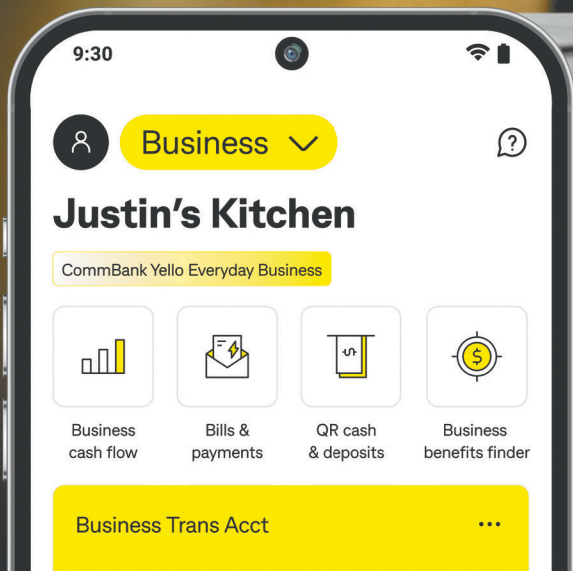 9:30
Business
Justin's Kitchen
CommBank Yello Everyday Business
Business
cash flow
Bills &
payments
QR cash
& deposits
Business
benefits finder
Business Trans Acct